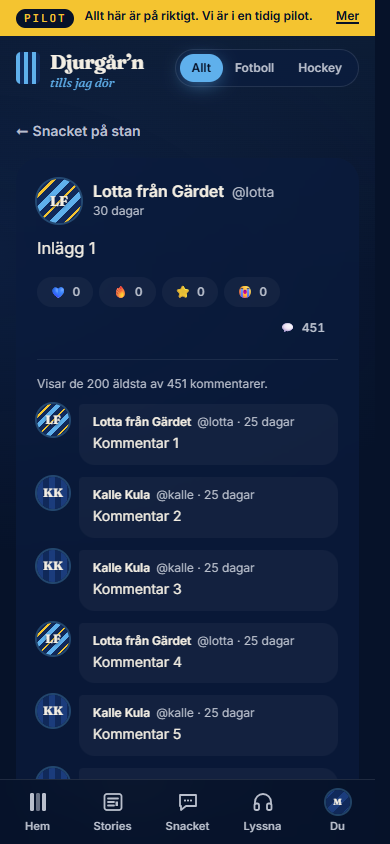 PILOT Allt här är på riktigt. Vi är i en tidig pilot. Mer
Djurgår’n
tills jag dör
Allt Fotboll Hockey
← Snacket på stan
LF
Lotta från Gärdet @lotta
30 dagar
Inlägg 1
0 0 0 0
451
Visar de 200 äldsta av 451 kommentarer.
LF
Lotta från Gärdet @lotta · 25 dagar
Kommentar 1
KK
Kalle Kula @kalle · 25 dagar
Kommentar 2
KK
Kalle Kula @kalle · 25 dagar
Kommentar 3
LF
Lotta från Gärdet @lotta · 25 dagar
Kommentar 4
KK
Kalle Kula @kalle · 25 dagar
Kommentar 5
M
Hem Stories Snacket Lyssna Du